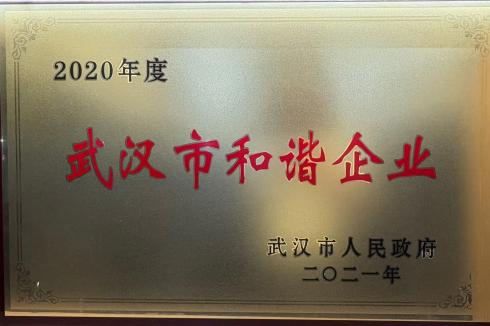 2020年度
武汉市和谐企业
武汉市人民政府
二〇二一年